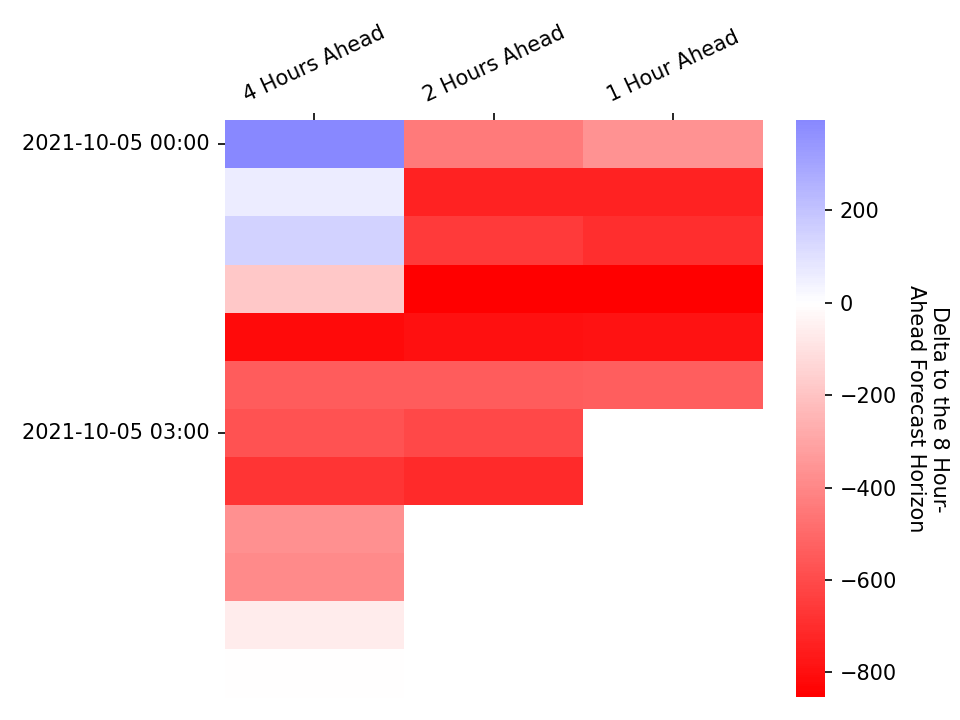 4 Hours Ahead
2 Hours Ahead
1 Hour Ahead
2021-10-05 00:00
2021-10-05 03:00
200
0
−200
−400
−600
−800
Delta to the 8 Hour-
Ahead Forecast Horizon